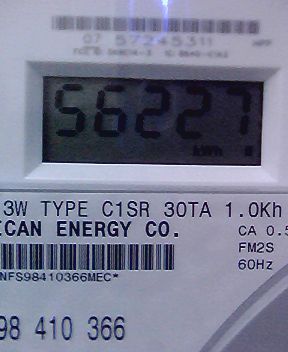 07 57245311
56227
kWh
3W TYPE C1SR 30TA 1.0Kh
ICAN ENERGY CO. CA 0.5
FM2S
60Hz
NFS98410366MEC*
98 410 366